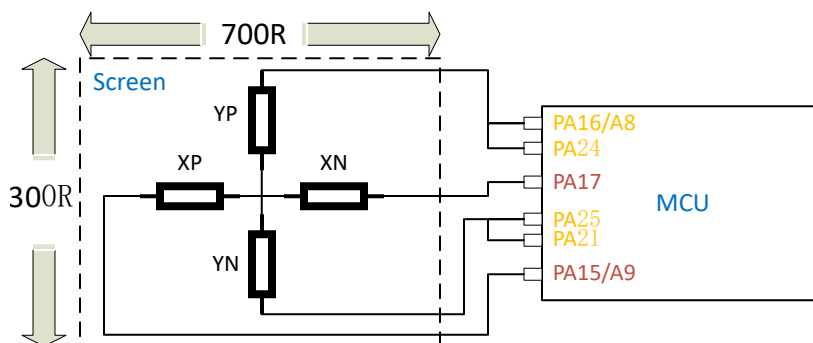 700R
Screen
YP
PA16/A8
PA24
XP
XN
PA17
300R
MCU
PA25
PA21
YN
PA15/A9